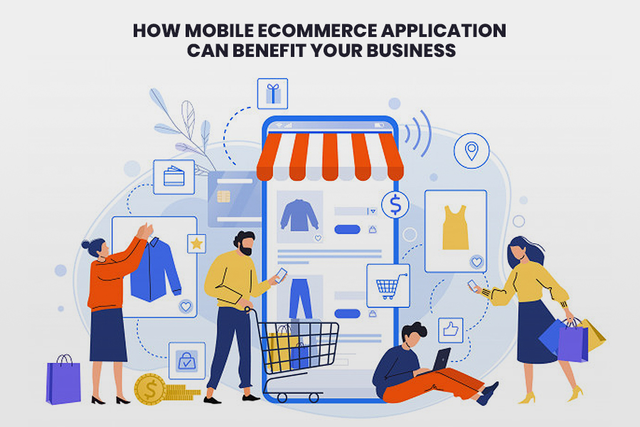 HOW MOBILE ECOMMERCE APPLICATION
CAN BENEFIT YOUR BUSINESS
$
$